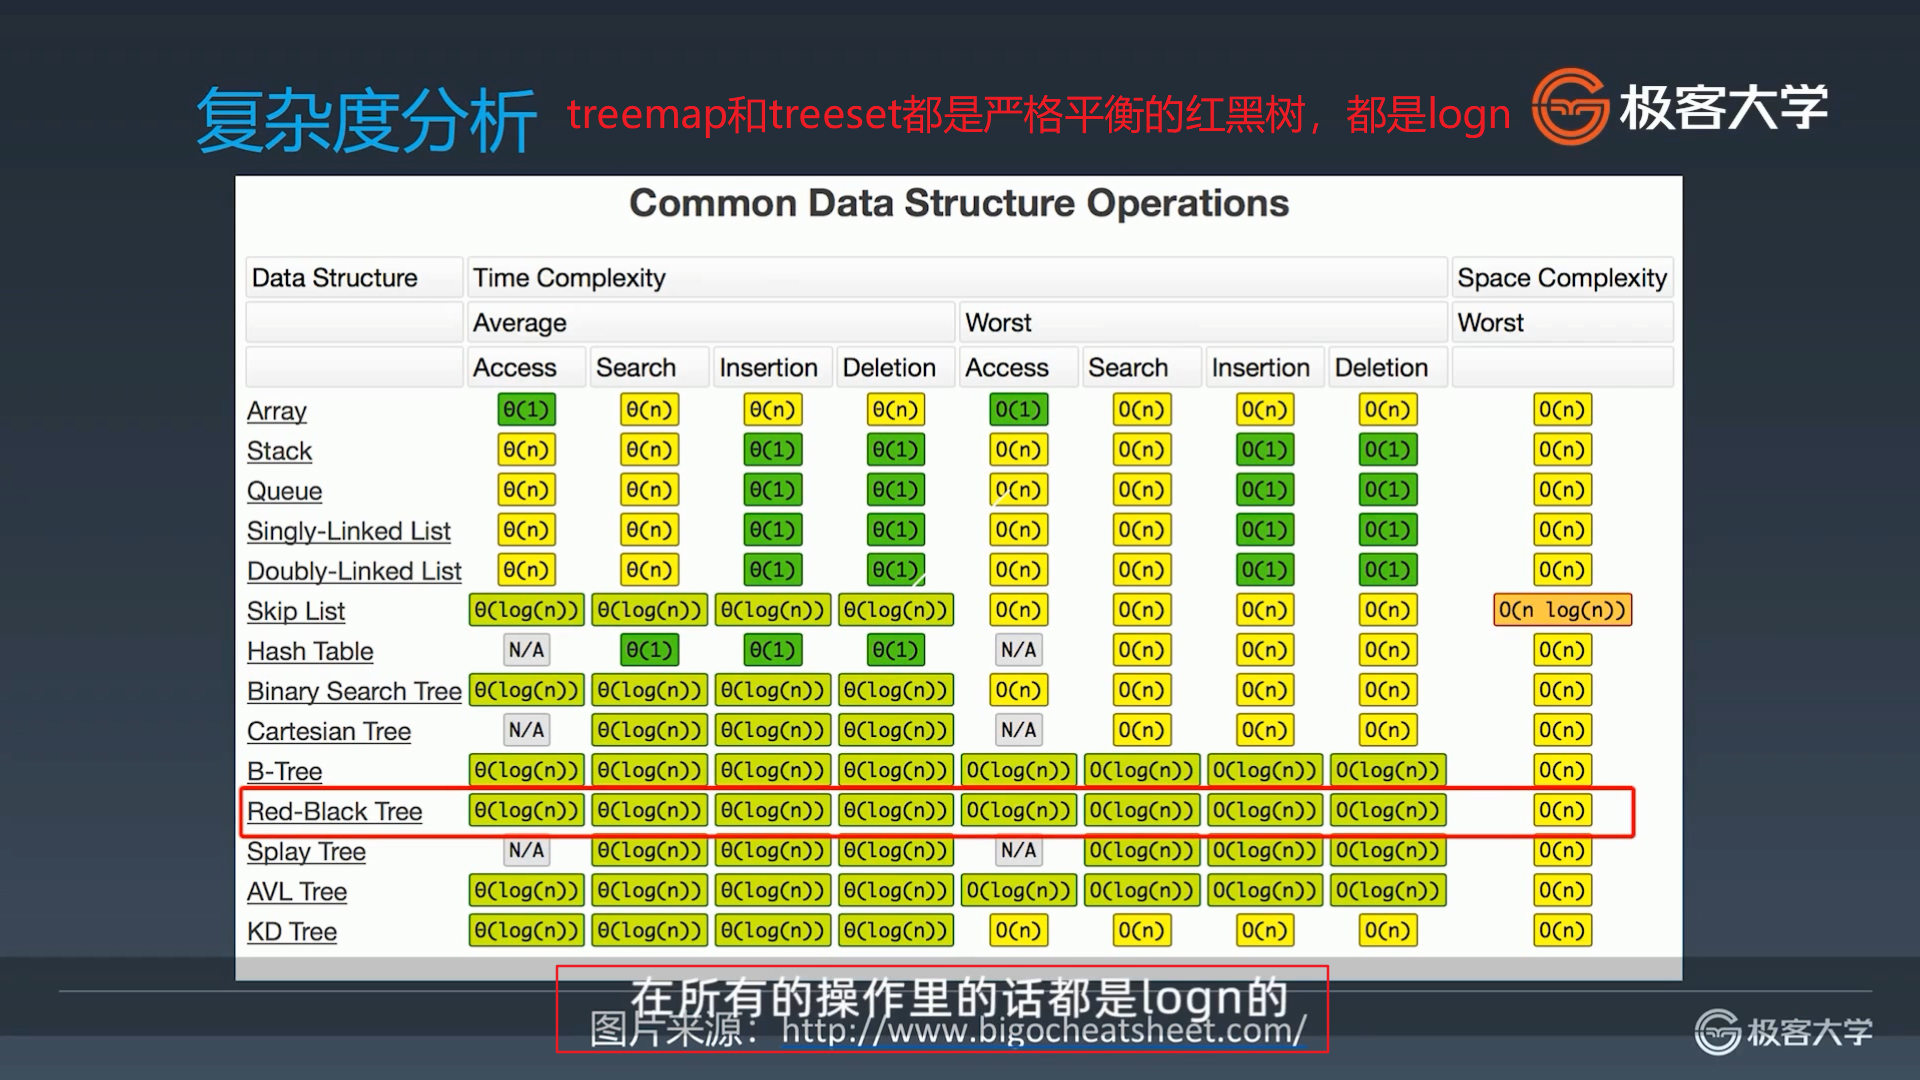 复杂度分析 treemap和treeset都是严格平衡的红黑树，都是logn 极客大学
Common Data Structure Operations
Data Structure Time Complexity Space Complexity
Average Worst Worst
Access Search Insertion Deletion Access Search Insertion Deletion
Array θ(1) θ(n) θ(n) θ(n) O(1) O(n) O(n) O(n) O(n)
Stack θ(n) θ(n) θ(1) θ(1) O(n) O(n) O(1) O(1) O(n)
Queue θ(n) θ(n) θ(1) θ(1) O(n) O(n) O(1) O(1) O(n)
Singly-Linked List θ(n) θ(n) θ(1) θ(1) O(n) O(n) O(1) O(1) O(n)
Doubly-Linked List θ(n) θ(n) θ(1) θ(1) O(n) O(n) O(1) O(1) O(n)
Skip List θ(log(n)) θ(log(n)) θ(log(n)) θ(log(n)) O(n) O(n) O(n) O(n) O(n log(n))
Hash Table N/A θ(1) θ(1) θ(1) N/A O(n) O(n) O(n) O(n)
Binary Search Tree θ(log(n)) θ(log(n)) θ(log(n)) θ(log(n)) O(n) O(n) O(n) O(n) O(n)
Cartesian Tree N/A θ(log(n)) θ(log(n)) θ(log(n)) N/A O(n) O(n) O(n) O(n)
B-Tree θ(log(n)) θ(log(n)) θ(log(n)) θ(log(n)) O(log(n)) O(log(n)) O(log(n)) O(log(n)) O(n)
Red-Black Tree θ(log(n)) θ(log(n)) θ(log(n)) θ(log(n)) O(log(n)) O(log(n)) O(log(n)) O(log(n)) O(n)
Splay Tree N/A θ(log(n)) θ(log(n)) θ(log(n)) N/A O(log(n)) O(log(n)) O(log(n)) O(n)
AVL Tree θ(log(n)) θ(log(n)) θ(log(n)) θ(log(n)) O(log(n)) O(log(n)) O(log(n)) O(log(n)) O(n)
KD Tree θ(log(n)) θ(log(n)) θ(log(n)) θ(log(n)) O(n) O(n) O(n) O(n) O(n)
在所有的操作里的话都是logn的
图片来源：http://www.bigocheatsheet.com/
极客大学